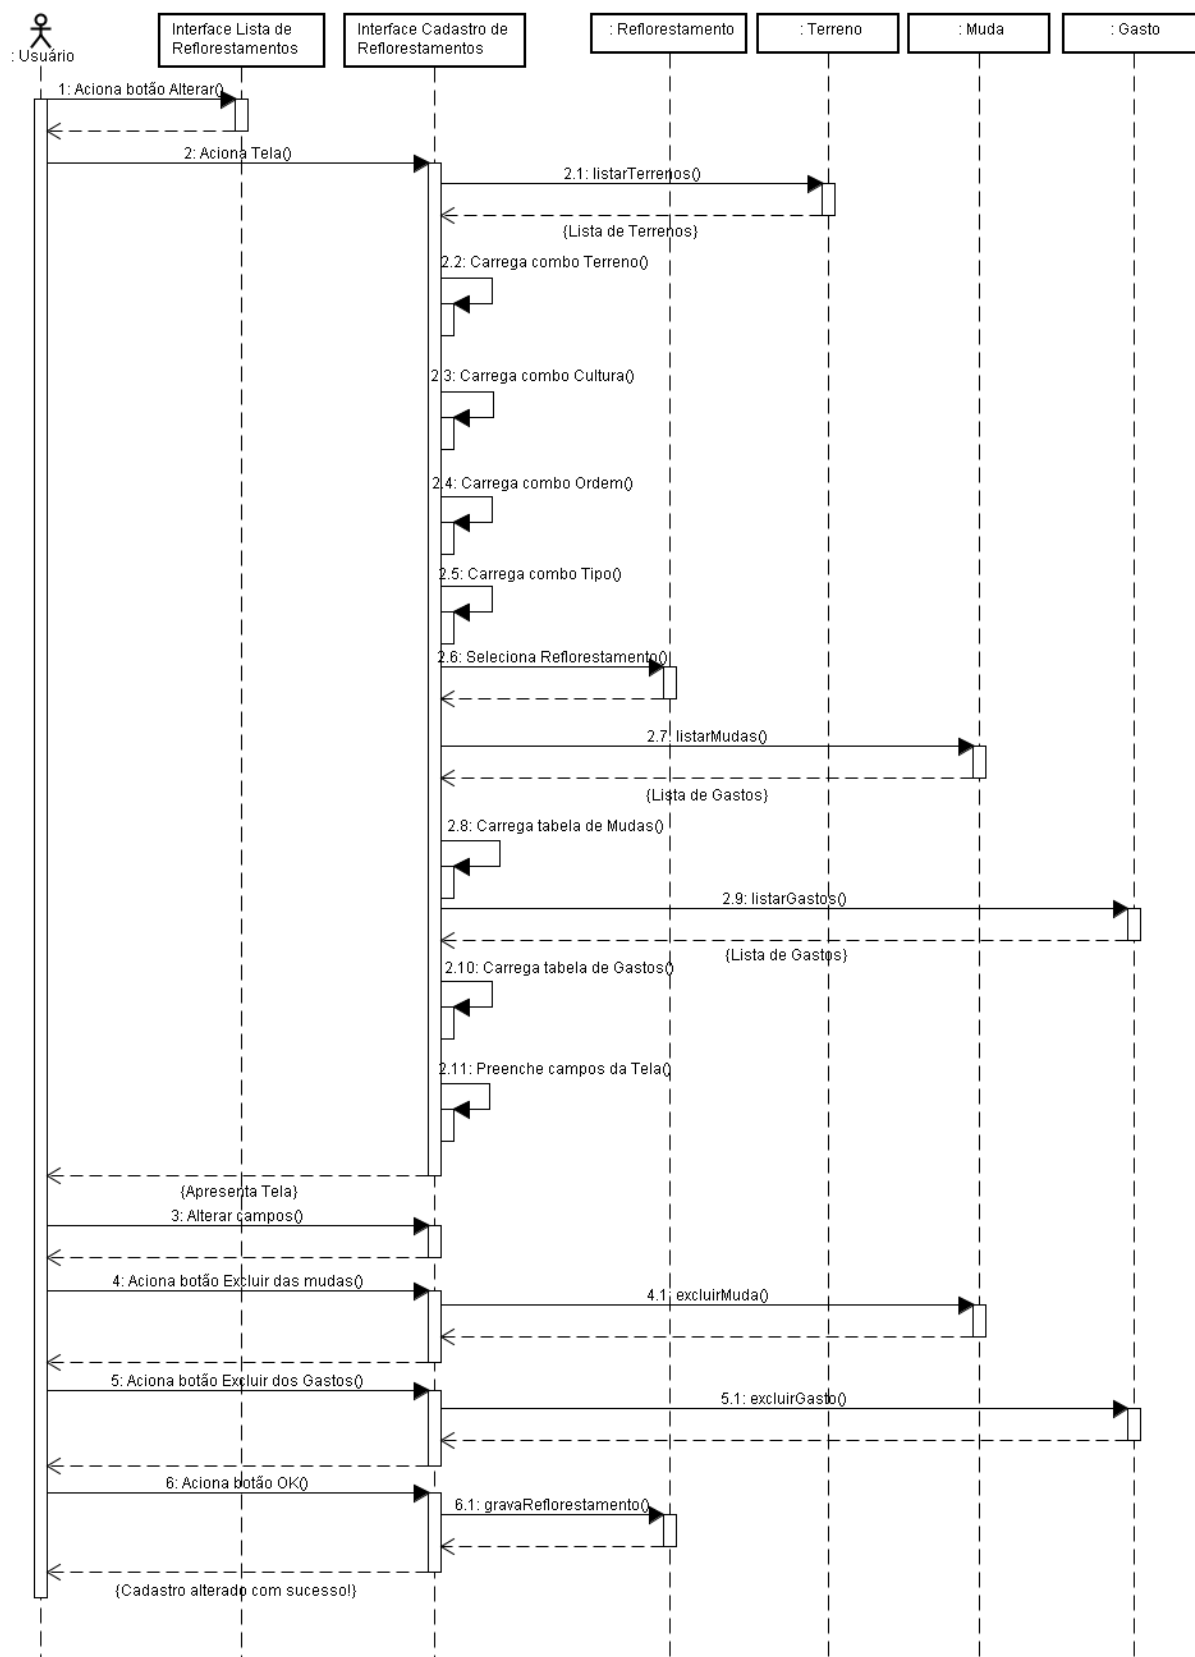 : Usuário
Interface Lista de
Reflorestamentos
Interface Cadastro de
Reflorestamentos
: Reflorestamento
: Terreno
: Muda
: Gasto
1: Aciona botão Alterar()
2: Aciona Tela()
2.1: listarTerrenos()
{Lista de Terrenos}
2.2: Carrega combo Terreno()
2.3: Carrega combo Cultura()
2.4: Carrega combo Ordem()
2.5: Carrega combo Tipo()
2.6: Seleciona Reflorestamento()
2.7: listarMudas()
{Lista de Gastos}
2.8: Carrega tabela de Mudas()
2.9: listarGastos()
{Lista de Gastos}
2.10: Carrega tabela de Gastos()
2.11: Preenche campos da Tela()
{Apresenta Tela}
3: Alterar campos()
4: Aciona botão Excluir das mudas()
4.1: excluirMuda()
5: Aciona botão Excluir dos Gastos()
5.1: excluirGasto()
6: Aciona botão OK()
6.1: gravaReflorestamento()
{Cadastro alterado com sucesso!}